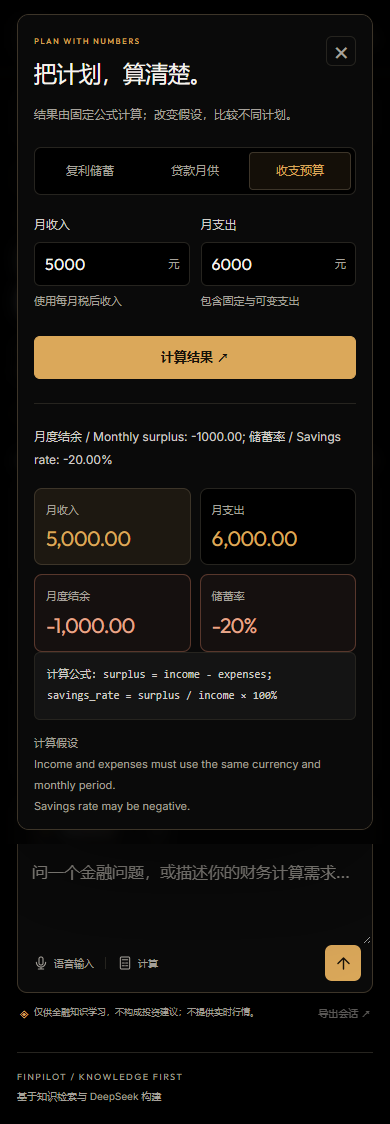 PLAN WITH NUMBERS
把计划，算清楚。
结果由固定公式计算；改变假设，比较不同计划。
复利储蓄 贷款月供 收支预算
月收入 月支出
5000 元 6000 元
使用每月税后收入 包含固定与可变支出
计算结果 ↗
月度结余 / Monthly surplus: -1000.00; 储蓄率 / Savings
rate: -20.00%
月收入 月支出
5,000.00 6,000.00
月度结余 储蓄率
-1,000.00 -20%
计算公式: surplus = income - expenses;
savings_rate = surplus / income × 100%
计算假设
Income and expenses must use the same currency and
monthly period.
Savings rate may be negative.
问一个金融问题，或描述你的财务计算需求...
语音输入 计算
仅供金融知识学习，不构成投资建议；不提供实时行情。 导出会话 ↗
FINPILOT / KNOWLEDGE FIRST
基于知识检索与 DeepSeek 构建